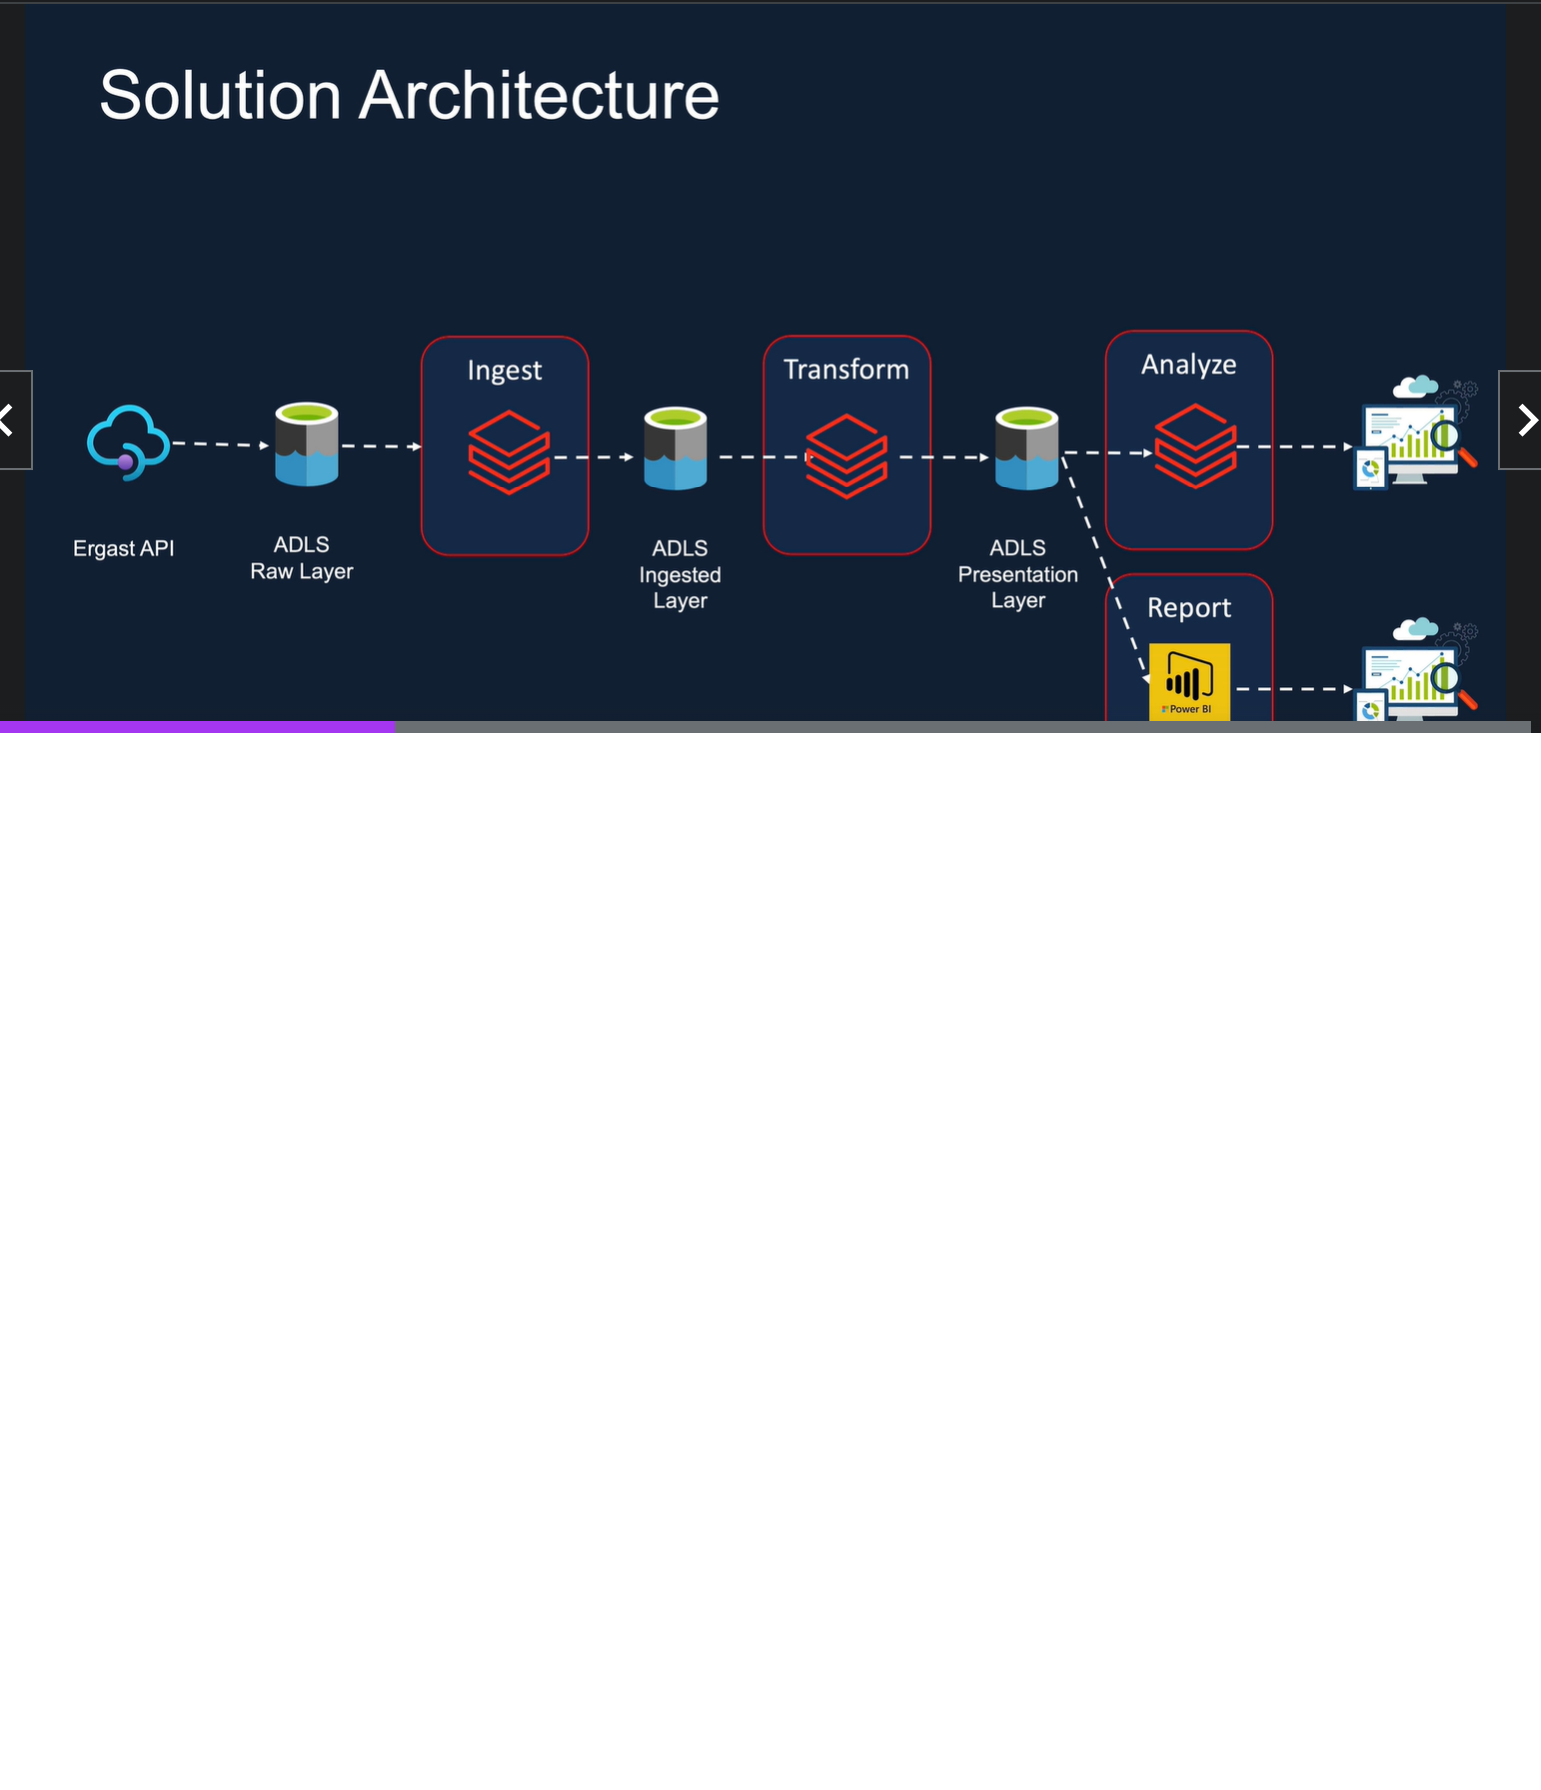 Solution Architecture
Ingest
Transform
Analyze
Ergast API
ADLS
Raw Layer
ADLS
Ingested
Layer
ADLS
Presentation
Layer
Report
Power BI